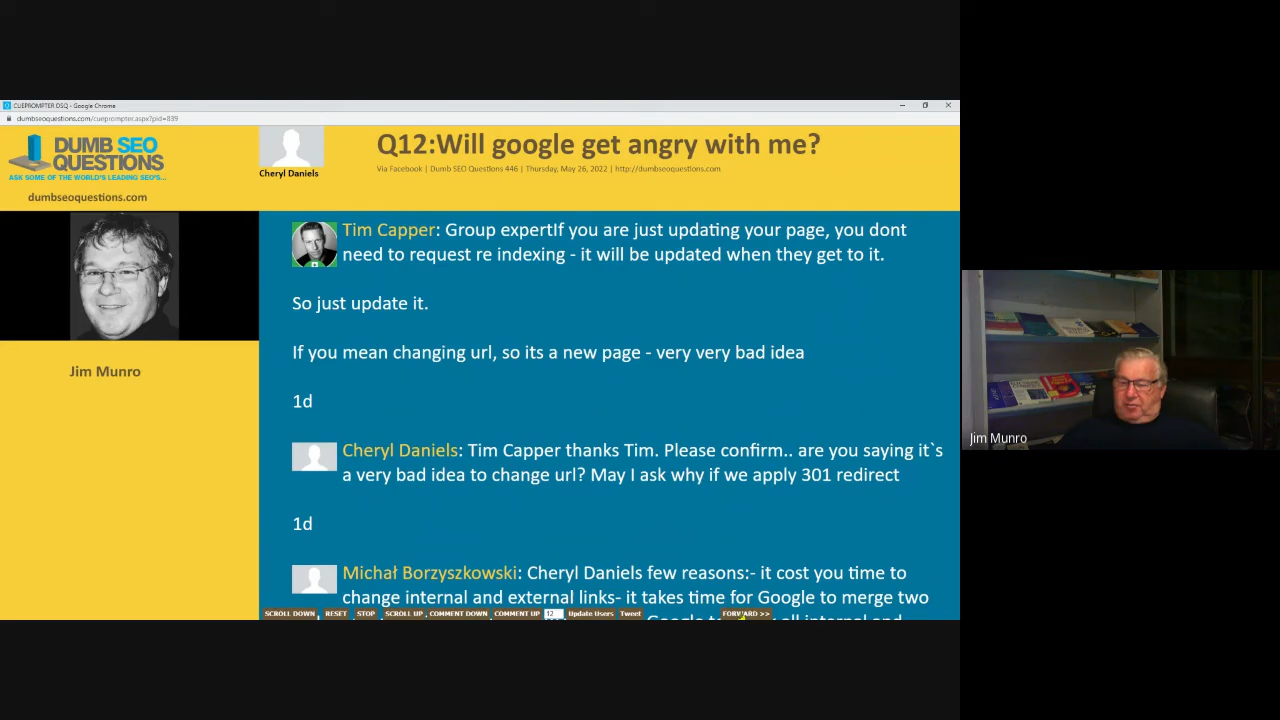 CUEPROMPTER DSQ - Google Chrome
dumbseoquestions.com/cueprompter.aspx?pid=839
DUMB SEO
QUESTIONS
ASK SOME OF THE WORLD'S LEADING SEO'S...
dumbseoquestions.com
Cheryl Daniels
Q12:Will google get angry with me?
Via Facebook | Dumb SEO Questions 446 | Thursday, May 26, 2022 | http://dumbseoquestions.com
Jim Munro
Tim Capper: Group expertIf you are just updating your page, you dont
need to request re indexing - it will be updated when they get to it.
So just update it.
If you mean changing url, so its a new page - very very bad idea
1d
Cheryl Daniels: Tim Capper thanks Tim. Please confirm.. are you saying it`s
a very bad idea to change url? May I ask why if we apply 301 redirect
1d
Michał Borzyszkowski: Cheryl Daniels few reasons:- it cost you time to
change internal and external links- it takes time for Google to merge two
Google all internal and
SCROLL DOWN RESET STOP SCROLL UP COMMENT DOWN COMMENT UP 12 Update Users Tweet FORWARD >>
Jim Munro